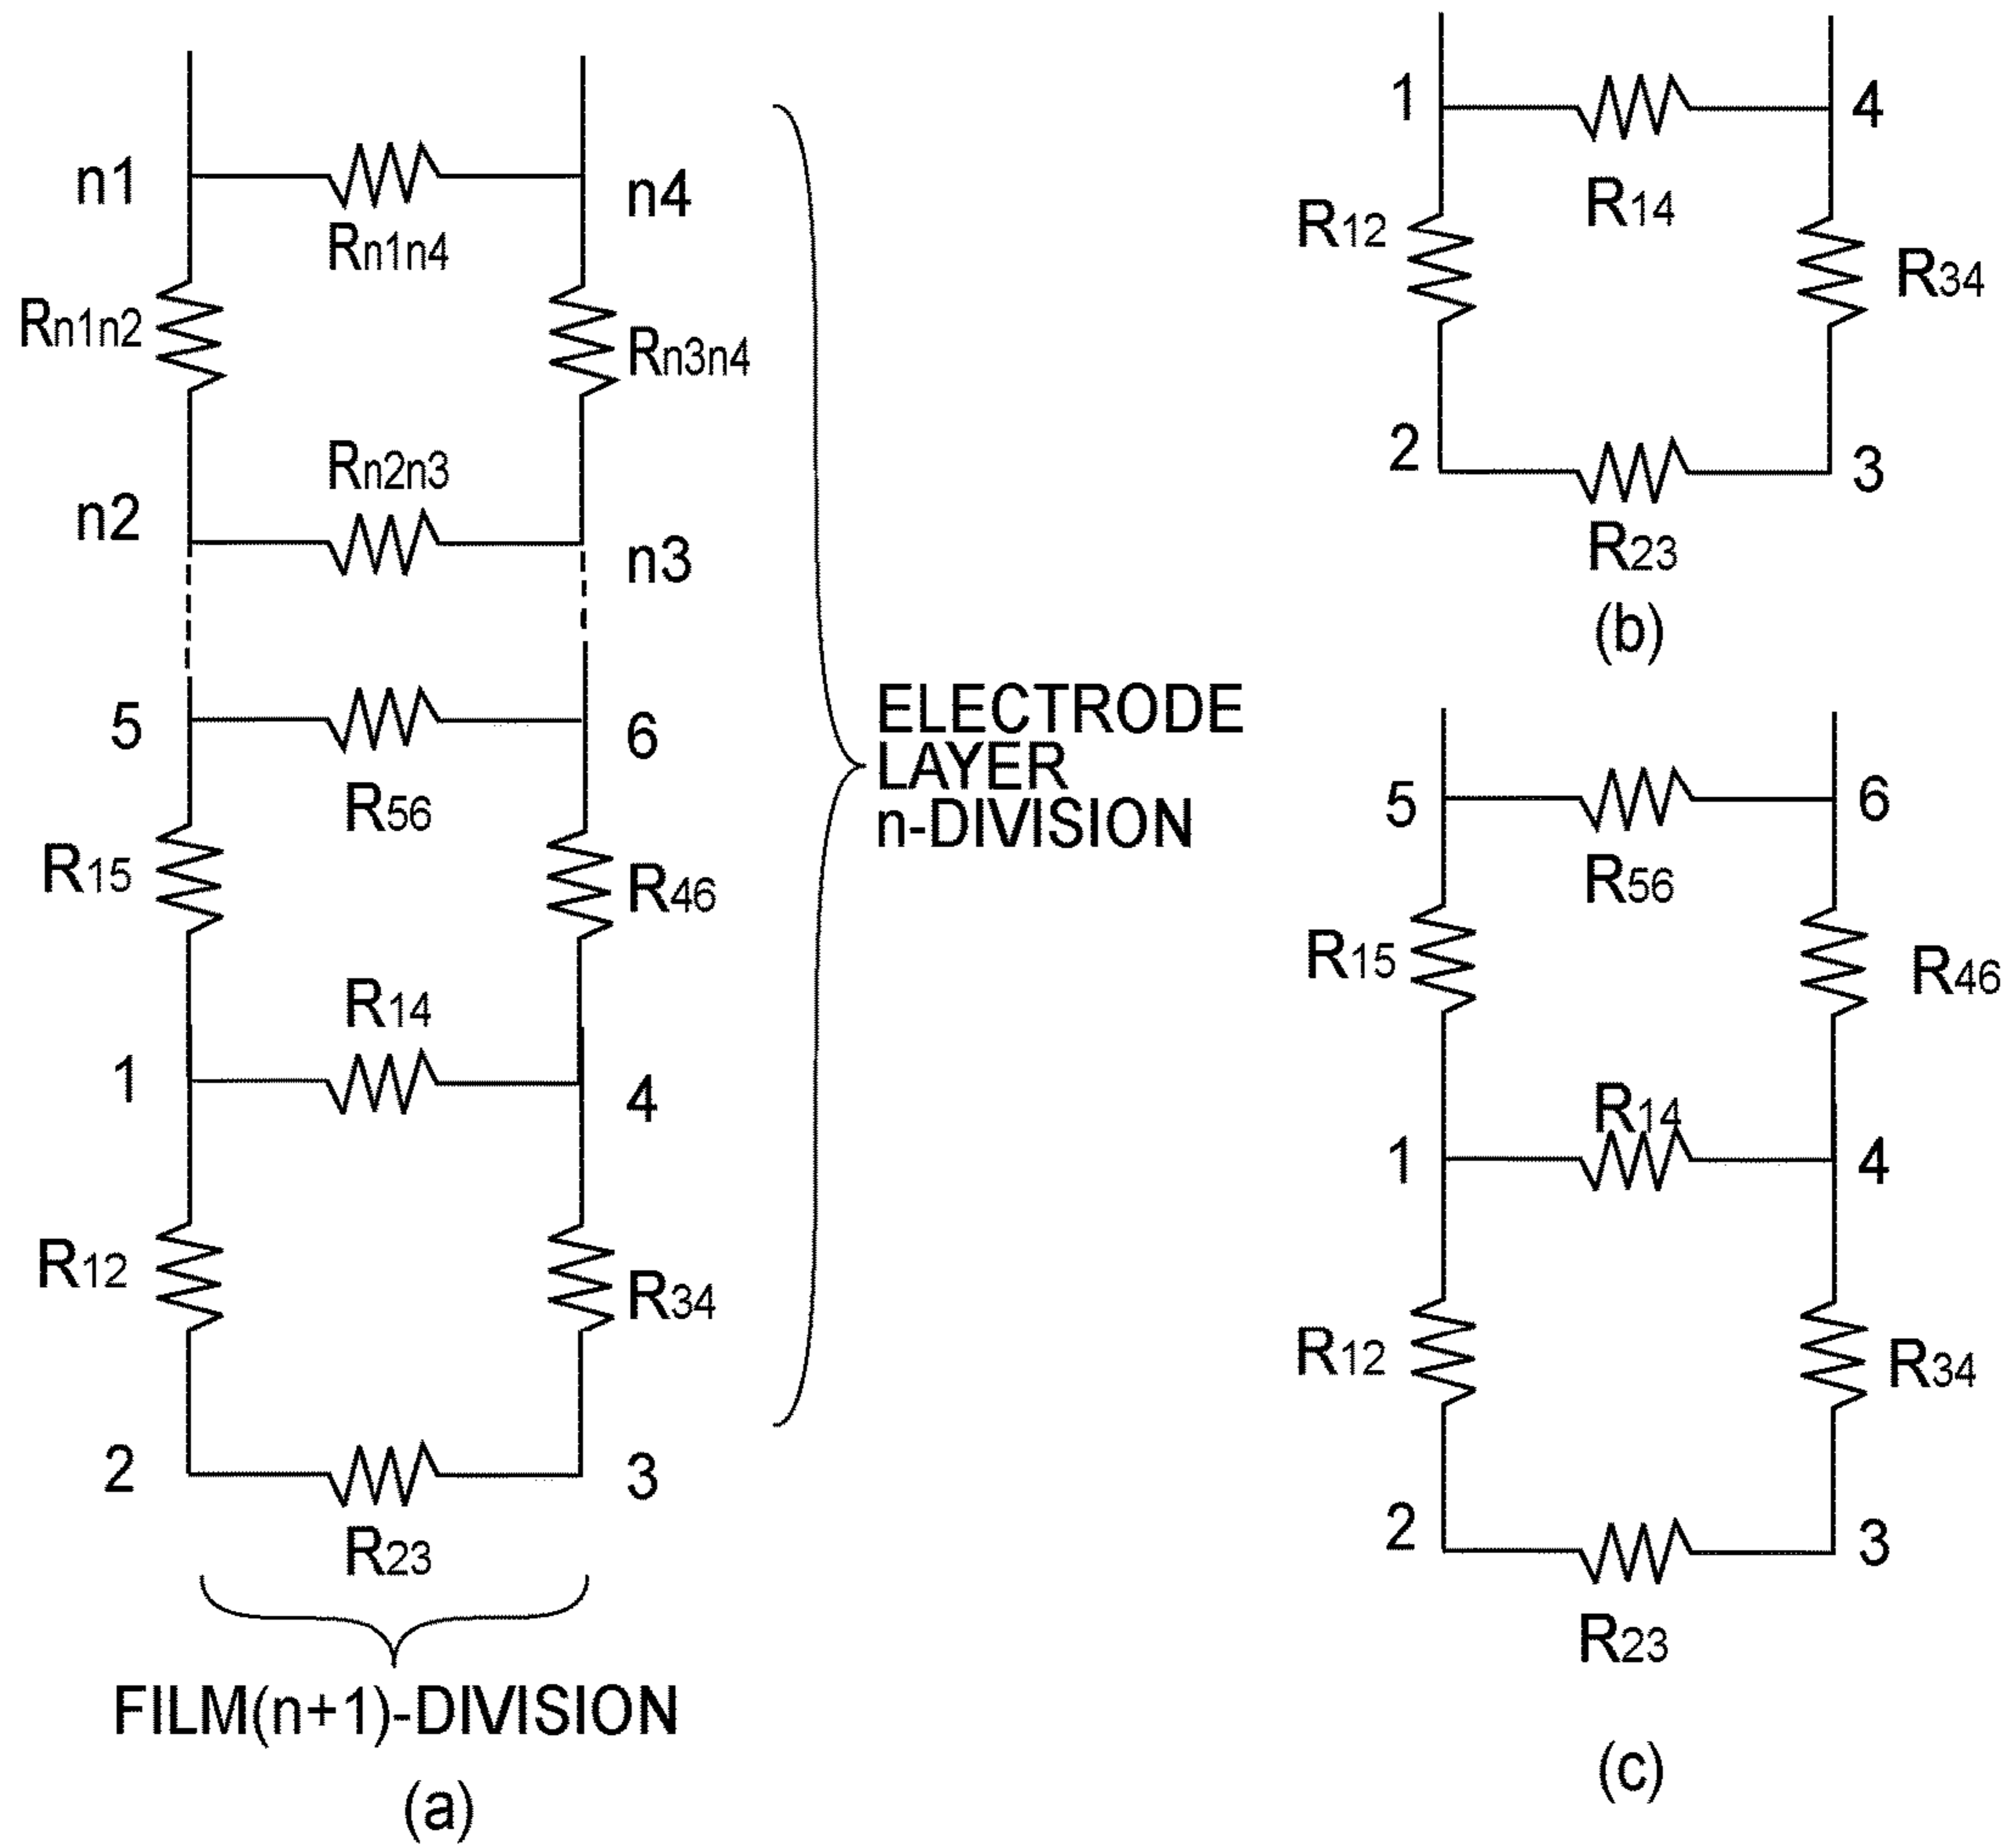 n1
n4
Rn1n4
Rn1n2
Rn3n4
Rn2n3
n2
n3
5
6
R56
R15
R46
R14
1
4
R12
R34
2
3
R23
FILM(n+1)-DIVISION
(a)
ELECTRODE
LAYER
n-DIVISION
1
4
R14
R12
R34
2
3
R23
(b)
5
6
R56
R15
R46
R14
1
4
R12
R34
2
3
R23
(c)